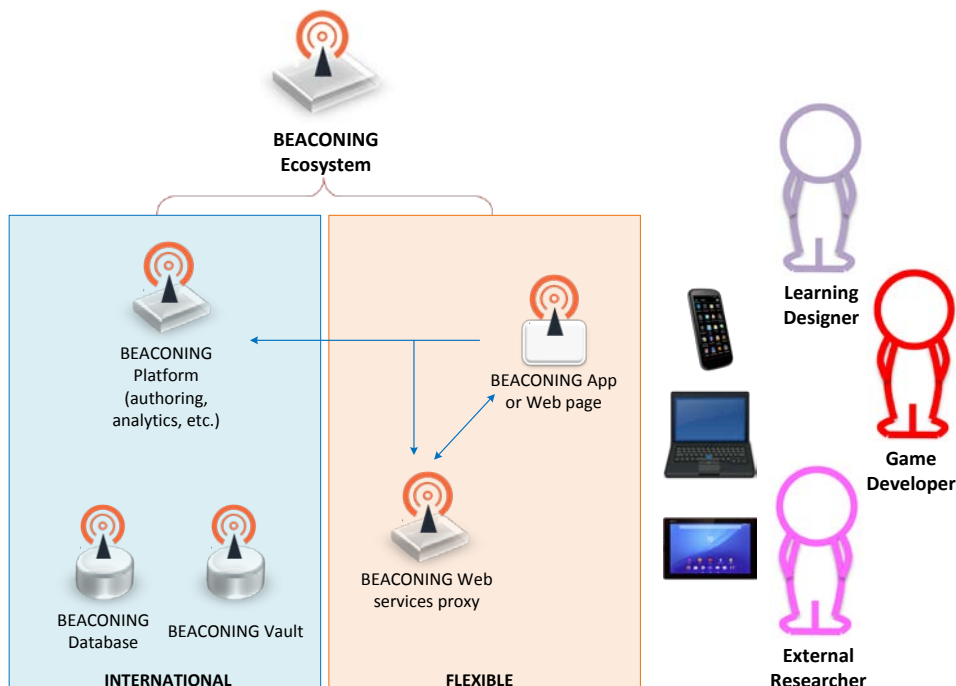 BEACONING
Ecosystem
BEACONING
Platform
(authoring,
analytics, etc.)
BEACONING App
or Web page
BEACONING Web
services proxy
BEACONING
Database
BEACONING Vault
INTERNATIONAL
FLEXIBLE
Learning
Designer
Game
Developer
External
Researcher